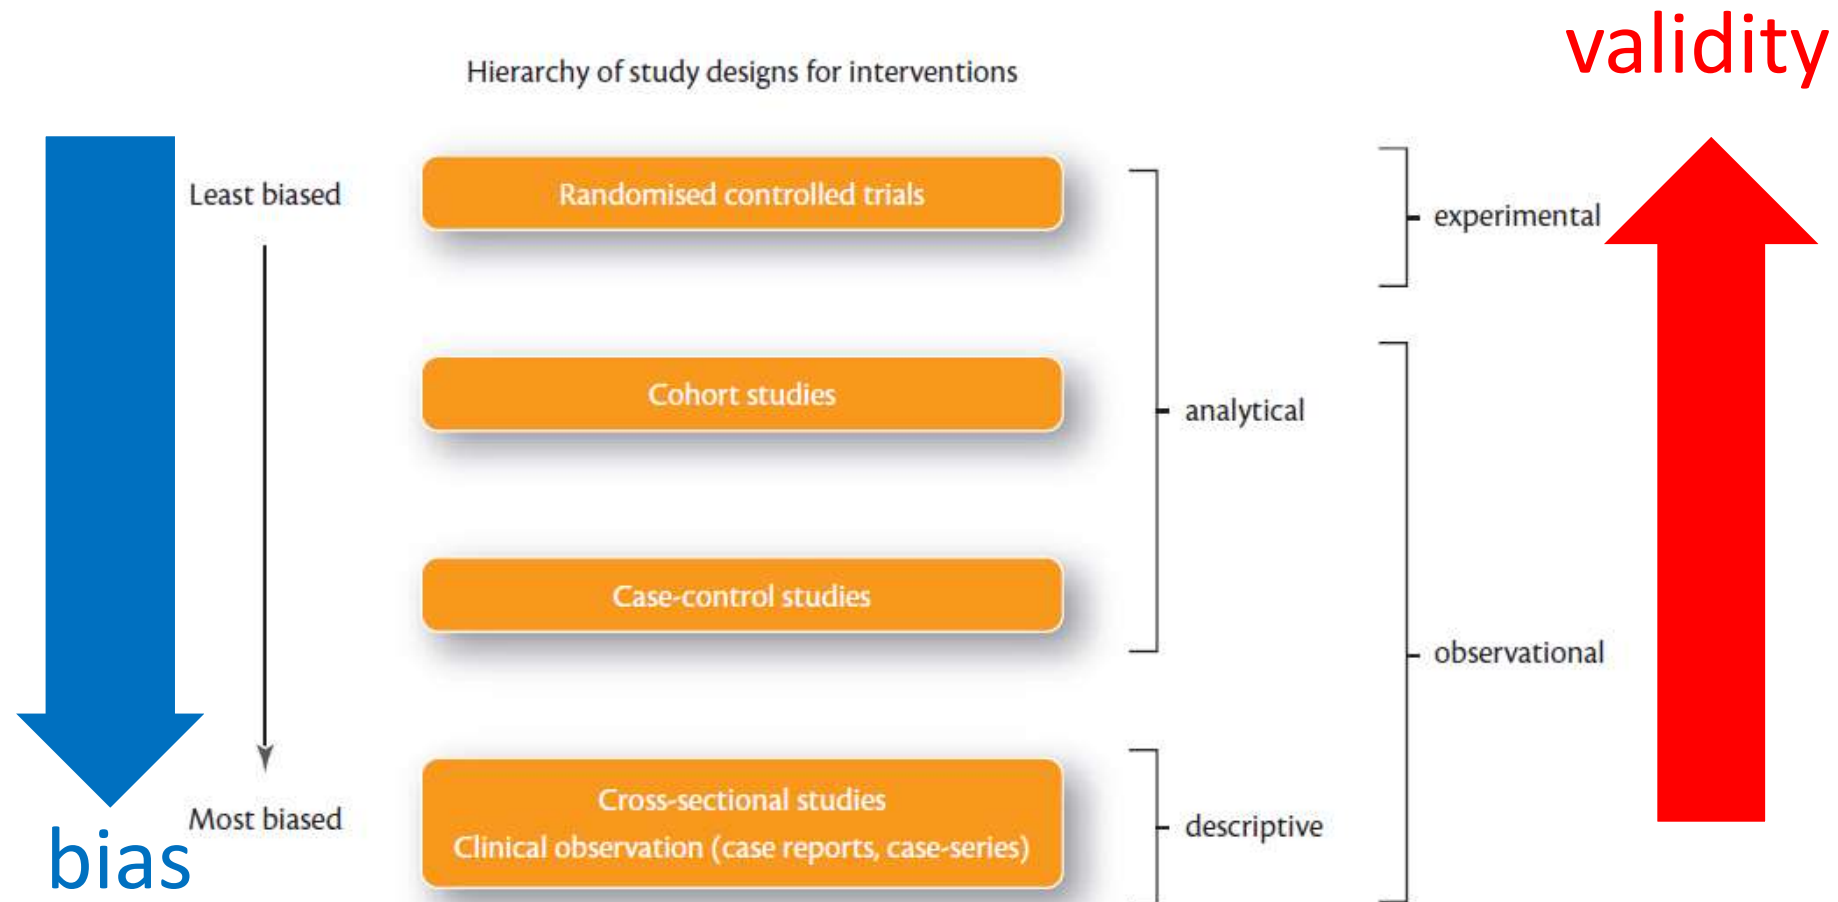 validity
Hierarchy of study designs for interventions
Least biased
Randomised controlled trials
experimental
Cohort studies
analytical
Case-control studies
observational
Most biased
Cross-sectional studies
Clinical observation (case reports, case-series)
descriptive
bias